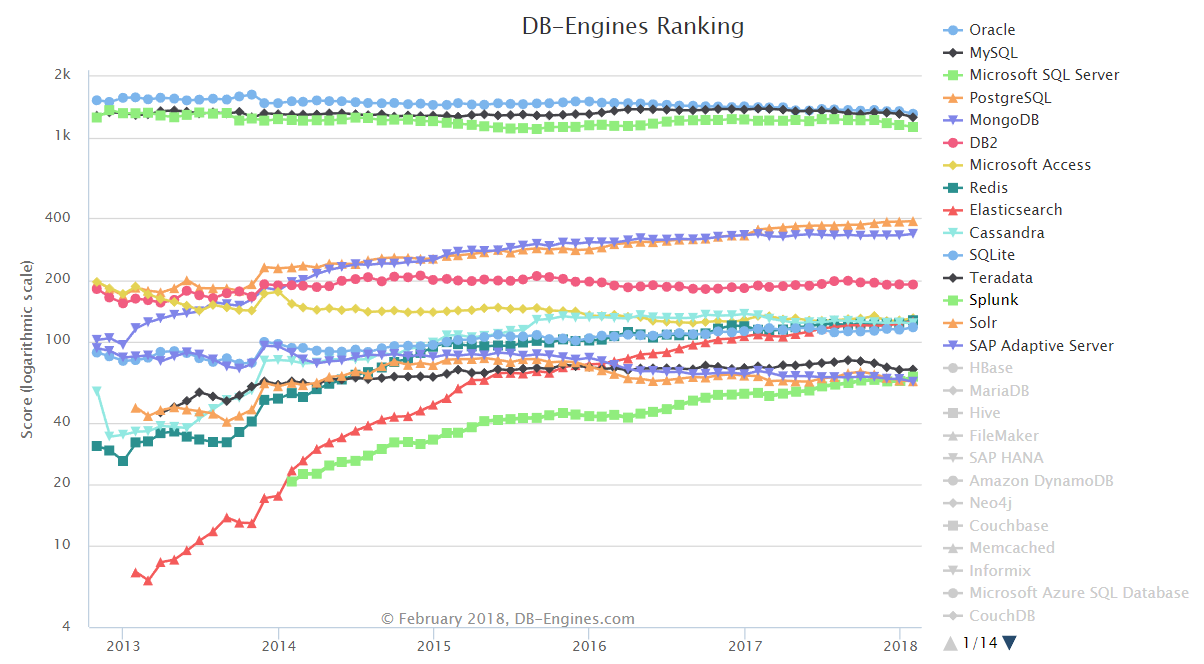 DB-Engines Ranking
Score (logarithmic scale)
2k
1k
400
200
100
40
20
10
4
2013
2014
2015
2016
2017
2018
© February 2018, DB-Engines.com
Oracle
MySQL
Microsoft SQL Server
PostgreSQL
MongoDB
DB2
Microsoft Access
Redis
Elasticsearch
Cassandra
SQLite
Teradata
Splunk
Solr
SAP Adaptive Server
HBase
MariaDB
Hive
FileMaker
SAP HANA
Amazon DynamoDB
Neo4j
Couchbase
Memcached
Informix
Microsoft Azure SQL Database
CouchDB
1/14